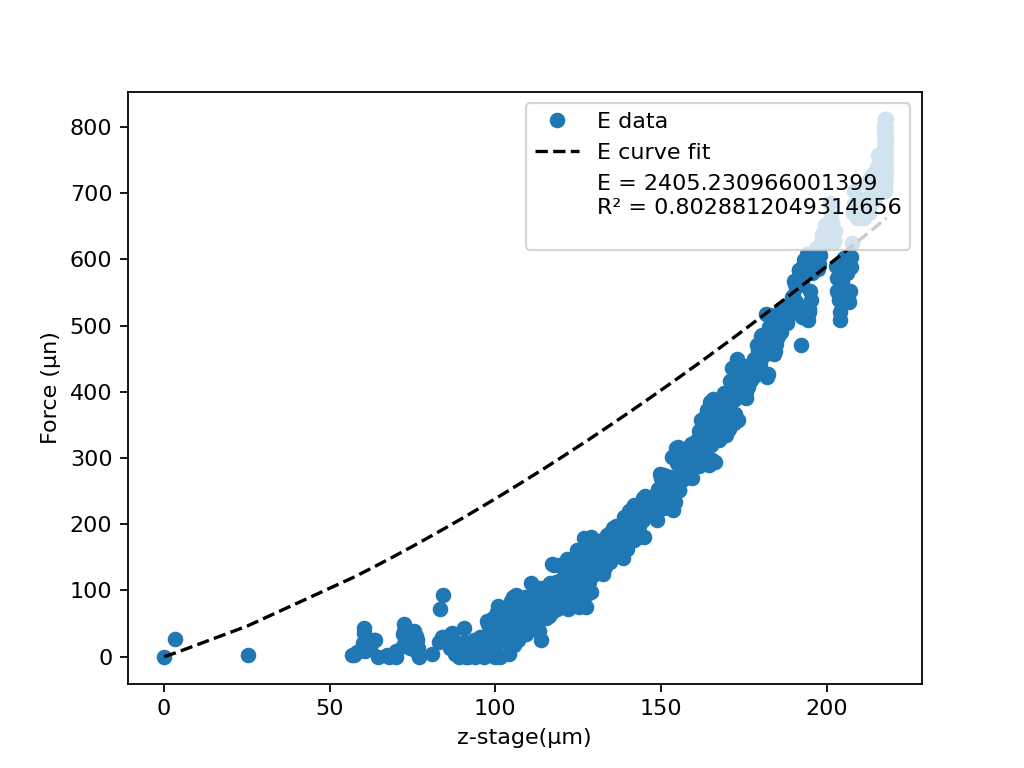 E data
E curve fit
E = 2405.230966001399
R² = 0.8028812049314656
800
700
600
500
400
300
200
100
0
Force (μn)
0
50
100
150
200
z-stage(μm)